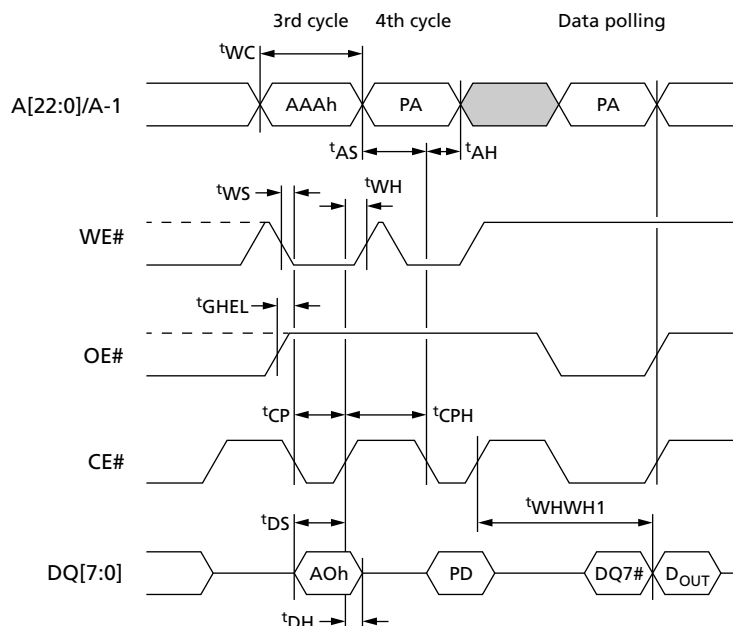 3rd cycle 4th cycle Data polling
tWC
A[22:0]/A-1 AAAh PA PA
tAS tAH
tWS tWH
WE#
tGHEL
OE#
tCP tCPH
CE#
tWHWH1
tDS
DQ[7:0] AOh PD DQ7# DOUT
tDH